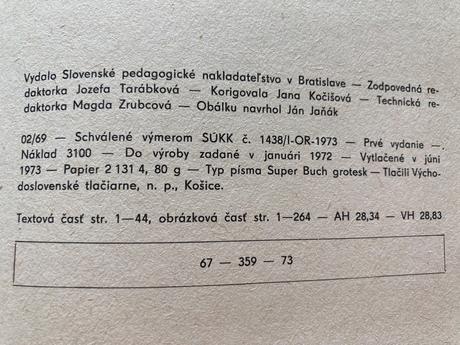 Vydalo Slovenské pedagogické nakladateľstvo v Bratislave — Zodpovedná re-
daktorka Jozefa Tarábková — Korigovala Jana Kočišová — Technická re-
daktorka Magda Zrubcová — Obálku navrhol Ján Jaňák
02/69 — Schválené výmerom SÚKK č. 1438/I-OR-1973 — Prvé vydanie —.
Náklad 3100 — Do výroby zadané v januári 1972 — Vytlačené v júni
1973 — Papier 2 131 4, 80 g — Typ písma Super Buch grotesk — Tlačili Výcho-
doslovenské tlačiarne, n. p., Košice.
Textová časť str. 1—44, obrázková časť str. 1—264 — AH 28,34 — VH 28,83
67 — 359 — 73